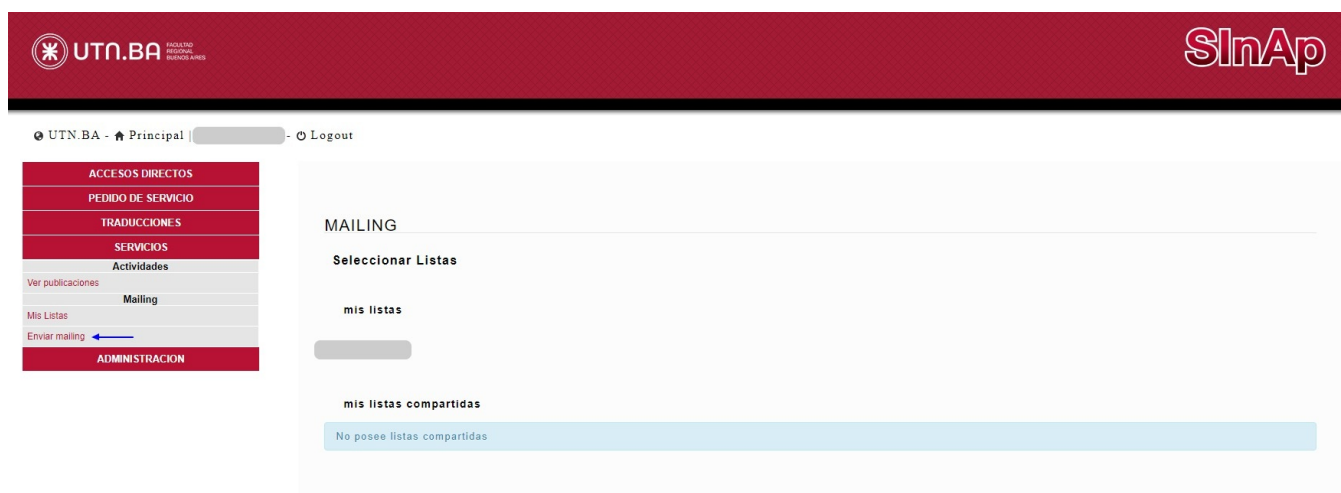 UTN.BA FACULTAD REGIONAL BUENOS AIRES
SInAp
UTN.BA - Principal | - Logout
ACCESOS DIRECTOS
PEDIDO DE SERVICIO
TRADUCCIONES
SERVICIOS
Actividades
Ver publicaciones
Mailing
Mis Listas
Enviar mailing
ADMINISTRACION
MAILING
Seleccionar Listas
mis listas
mis listas compartidas
No posee listas compartidas